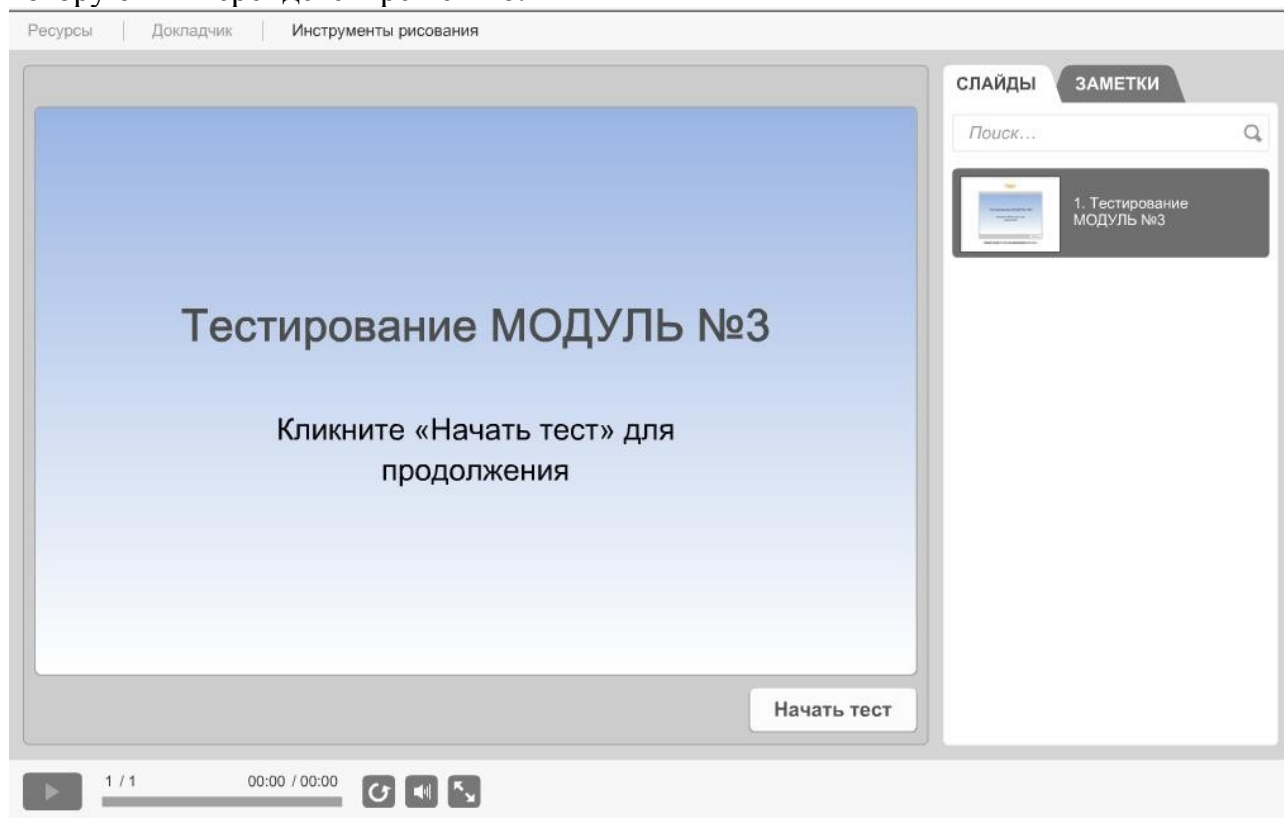 Ресурсы | Докладчик | Инструменты рисования
СЛАЙДЫ ЗАМЕТКИ
Поиск...
1. Тестирование
МОДУЛЬ №3
Тестирование МОДУЛЬ №3
Кликните «Начать тест» для
продолжения
Начать тест
1 / 1 00:00 / 00:00